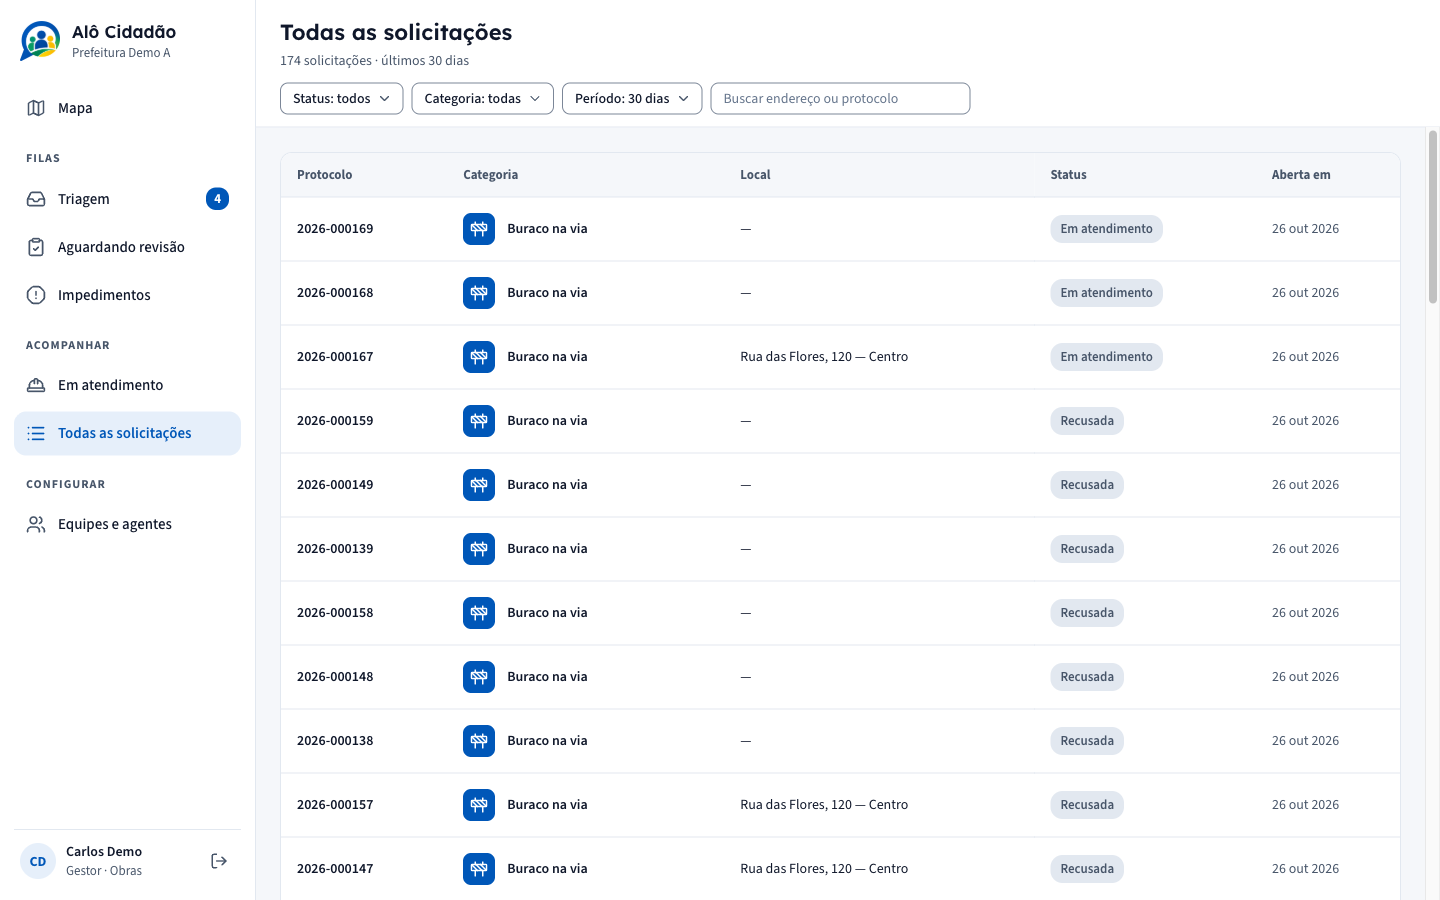 Alô Cidadão
Prefeitura Demo A
Mapa
FILAS
Triagem 4
Aguardando revisão
Impedimentos
ACOMPANHAR
Em atendimento
Todas as solicitações
CONFIGURAR
Equipes e agentes
CD
Carlos Demo
Gestor · Obras
Todas as solicitações
174 solicitações · últimos 30 dias
Status: todos Categoria: todas Período: 30 dias Buscar endereço ou protocolo
Protocolo Categoria Local Status Aberta em
2026-000169 Buraco na via — Em atendimento 26 out 2026
2026-000168 Buraco na via — Em atendimento 26 out 2026
2026-000167 Buraco na via Rua das Flores, 120 — Centro Em atendimento 26 out 2026
2026-000159 Buraco na via — Recusada 26 out 2026
2026-000149 Buraco na via — Recusada 26 out 2026
2026-000139 Buraco na via — Recusada 26 out 2026
2026-000158 Buraco na via — Recusada 26 out 2026
2026-000148 Buraco na via — Recusada 26 out 2026
2026-000138 Buraco na via — Recusada 26 out 2026
2026-000157 Buraco na via Rua das Flores, 120 — Centro Recusada 26 out 2026
2026-000147 Buraco na via Rua das Flores, 120 — Centro Recusada 26 out 2026